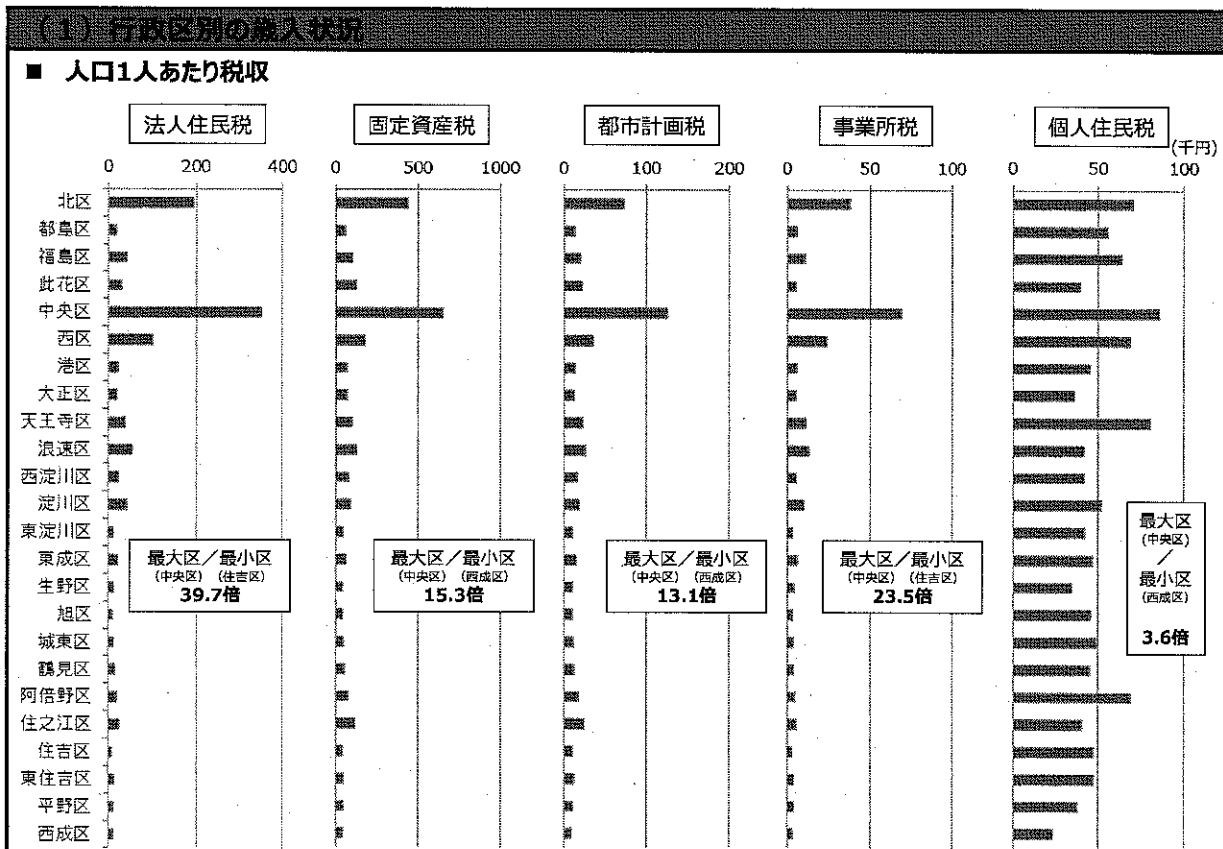 （１）行政区別の歳入状況
■ 人口1人あたり税収
法人住民税 固定資産税 都市計画税 事業所税 個人住民税
(千円)
0 200 400 0 500 1000 0 100 200 0 50 100 0 50 100
北区
都島区
福島区
此花区
中央区
西区
港区
大正区
天王寺区
浪速区
西淀川区
淀川区
東淀川区
東成区
生野区
旭区
城東区
鶴見区
阿倍野区
住之江区
住吉区
東住吉区
平野区
西成区
最大区／最小区
(中央区) (住吉区)
39.7倍
最大区／最小区
(中央区) (西成区)
15.3倍
最大区／最小区
(中央区) (西成区)
13.1倍
最大区／最小区
(中央区) (住吉区)
23.5倍
最大区
(中央区)
／
最小区
(西成区)
3.6倍